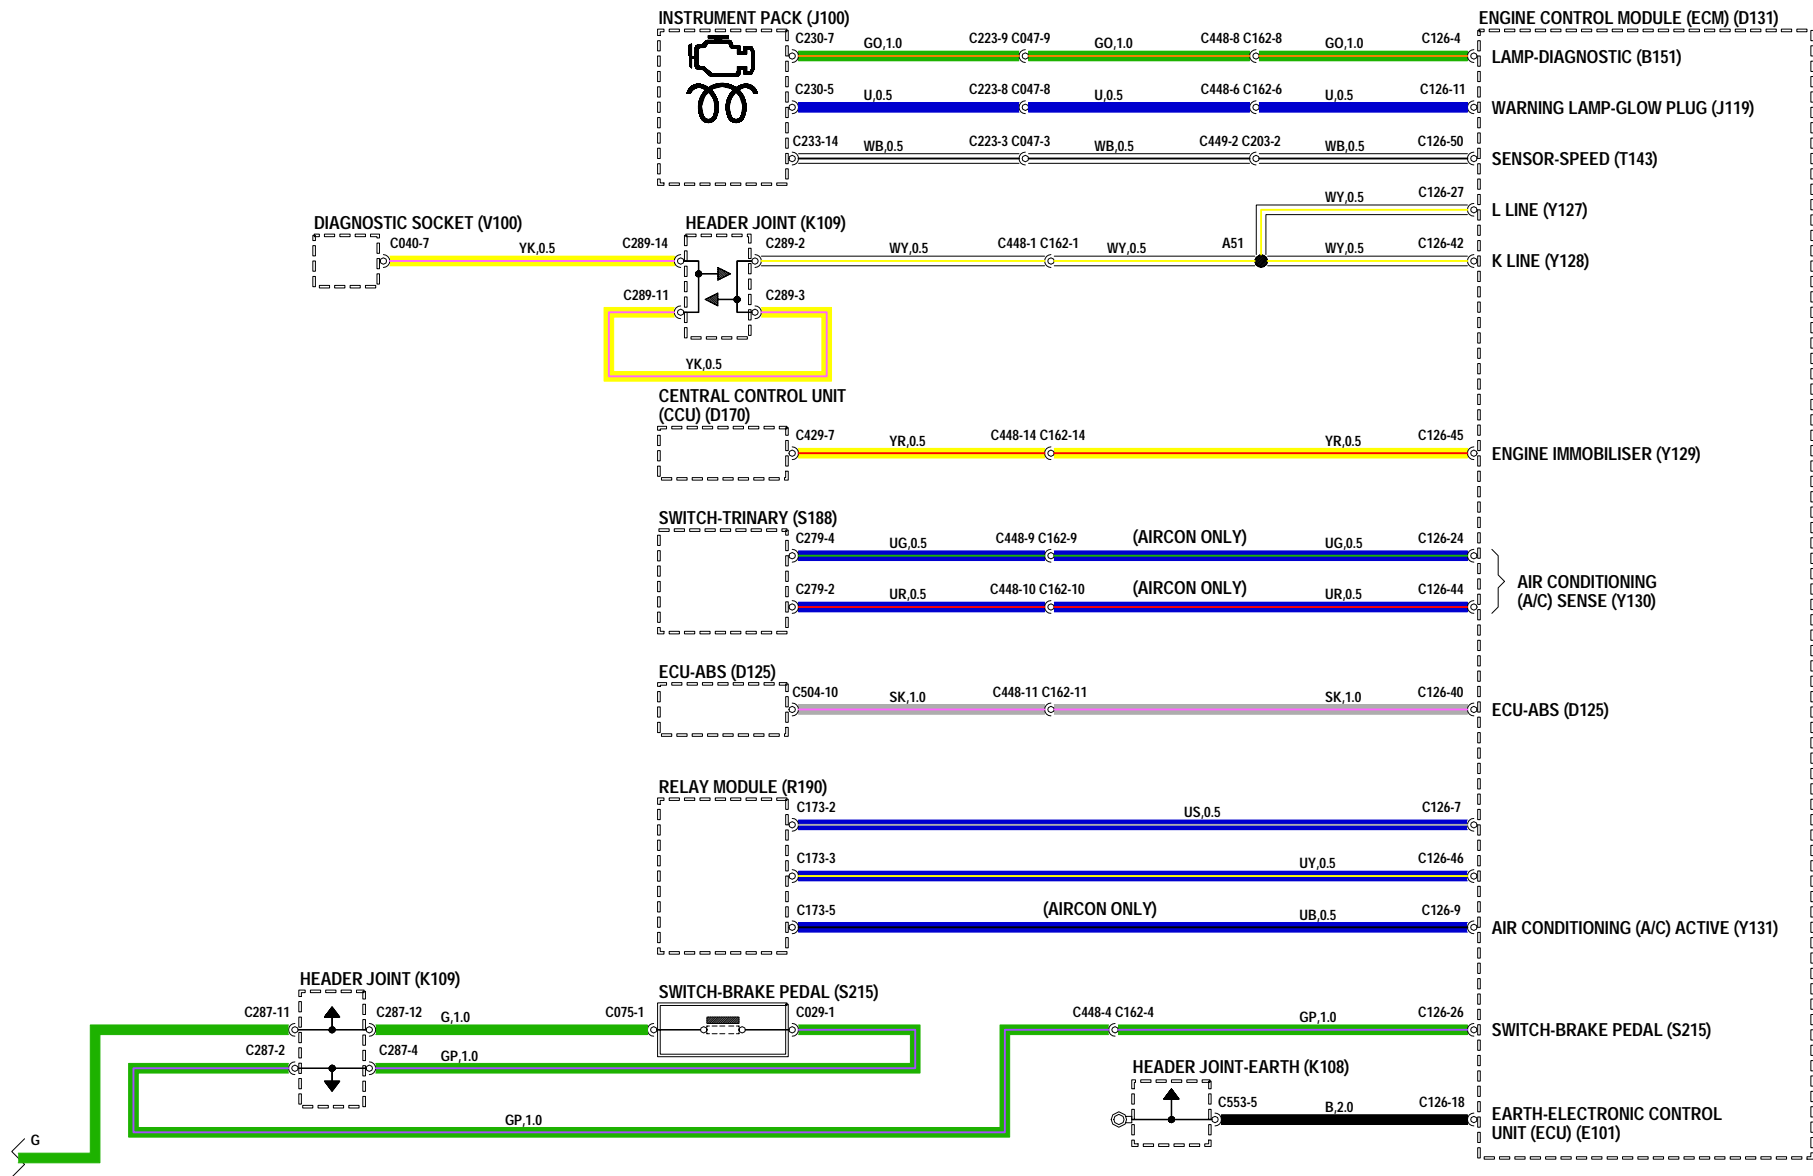 INSTRUMENT PACK (J100)
ENGINE CONTROL MODULE (ECM) (D131)
C230-7 GO,1.0 C223-9 C047-9 GO,1.0 C448-8 C162-8 GO,1.0 C126-4
LAMP-DIAGNOSTIC (B151)
C230-5 U,0.5 C223-8 C047-8 U,0.5 C448-6 C162-6 U,0.5 C126-11
WARNING LAMP-GLOW PLUG (J119)
C233-14 WB,0.5 C223-3 C047-3 WB,0.5 C449-2 C203-2 WB,0.5 C126-50
SENSOR-SPEED (T143)
WY,0.5 C126-27
L LINE (Y127)
DIAGNOSTIC SOCKET (V100)
HEADER JOINT (K109)
C040-7 YK,0.5 C289-14 C289-2 WY,0.5 C448-1 C162-1 WY,0.5 A51 WY,0.5 C126-42
K LINE (Y128)
C289-11 C289-3
YK,0.5
CENTRAL CONTROL UNIT
(CCU) (D170)
C429-7 YR,0.5 C448-14 C162-14 YR,0.5 C126-45
ENGINE IMMOBILISER (Y129)
SWITCH-TRINARY (S188)
C279-4 UG,0.5 C448-9 C162-9 (AIRCON ONLY) UG,0.5 C126-24
C279-2 UR,0.5 C448-10 C162-10 (AIRCON ONLY) UR,0.5 C126-44
AIR CONDITIONING
(A/C) SENSE (Y130)
ECU-ABS (D125)
C504-10 SK,1.0 C448-11 C162-11 SK,1.0 C126-40
ECU-ABS (D125)
RELAY MODULE (R190)
C173-2 US,0.5 C126-7
C173-3 UY,0.5 C126-46
C173-5 (AIRCON ONLY) UB,0.5 C126-9
AIR CONDITIONING (A/C) ACTIVE (Y131)
HEADER JOINT (K109)
SWITCH-BRAKE PEDAL (S215)
C287-11 C287-12 G,1.0 C075-1 C029-1 C448-4 C162-4 GP,1.0 C126-26
SWITCH-BRAKE PEDAL (S215)
C287-2 C287-4 GP,1.0
HEADER JOINT-EARTH (K108)
C553-5 B,2.0 C126-18
EARTH-ELECTRONIC CONTROL
UNIT (ECU) (E101)
GP,1.0
G